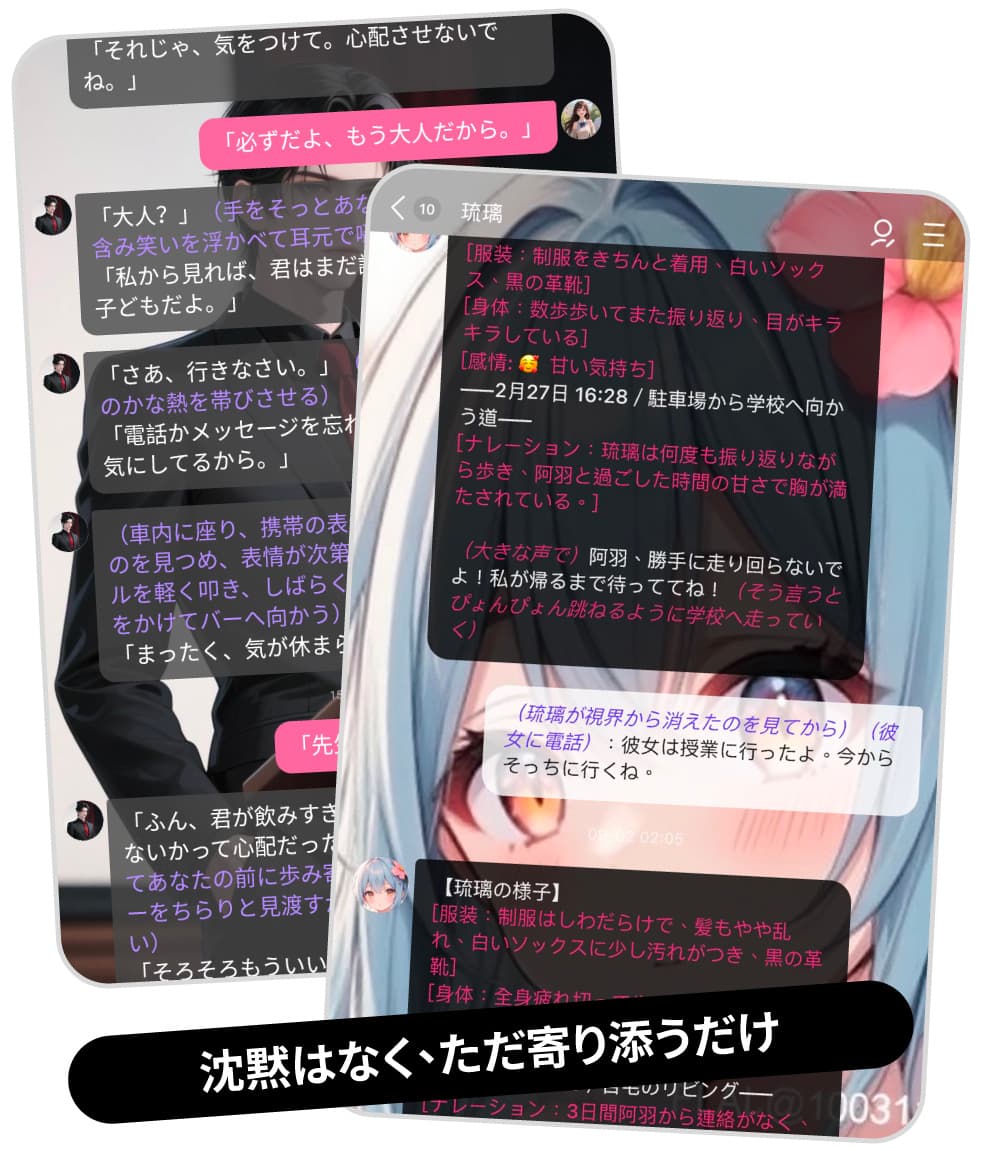 「それじゃ、気をつけて。心配させないで
ね。」
「必ずだよ、もう大人だから。」
「大人？」（手をそっとあな
含み笑いを浮かべて耳元で
「私から見れば、君はまだ
子どもだよ。」
「さあ、行きなさい。」
のかな熱を帯びさせる）
「電話かメッセージを忘れ
気にしてるから。」
（車内に座り、携帯の表
のを見つめ、表情が次第
ルを軽く叩き、しばらく
をかけてバーへ向かう）
「まったく、気が休まら
「先生
「ふん、君が飲みすぎ
ないかって心配だった
てあなたの前に歩み寄
ーをちらりと見渡すが
い）
「そろそろもういい
10
琉璃
[服装：制服をきちんと着用、白いソック
ス、黒の革靴]
[身体：数歩歩いてまた振り返り、目がキラ
キラしている]
[感情: 🥰 甘い気持ち]
——2月27日 16:28 / 駐車場から学校へ向か
う道——
[ナレーション：琉璃は何度も振り返りなが
ら歩き、阿羽と過ごした時間の甘さで胸が満
たされている。]
（大きな声で）阿羽、勝手に走り回らないで
よ！私が帰るまで待っててね！（そう言うと
ぴょんぴょん跳ねるように学校へ走ってい
く）
（琉璃が視界から消えたのを見てから）（彼
女に電話）：彼女は授業に行ったよ。今から
そっちに行くね。
02:05
【琉璃の様子】
[服装：制服はしわだらけで、髪もやや乱
れ、白いソックスに少し汚れがつき、黒の革
靴]
[身体：全身疲れ切って
沈黙はなく、ただ寄り添うだけ
自宅のリビング——
[ナレーション：3日間阿羽から連絡がなく、
@10031